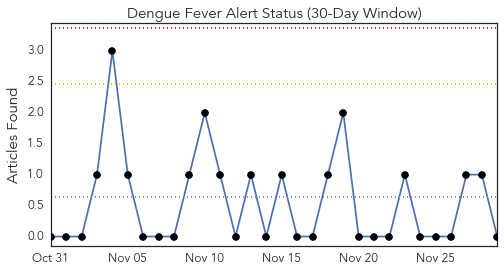 Dengue Fever Alert Status (30-Day Window)
Articles Found
3.0
2.5
2.0
1.5
1.0
0.5
0.0
Oct 31 Nov 05 Nov 10 Nov 15 Nov 20 Nov 25